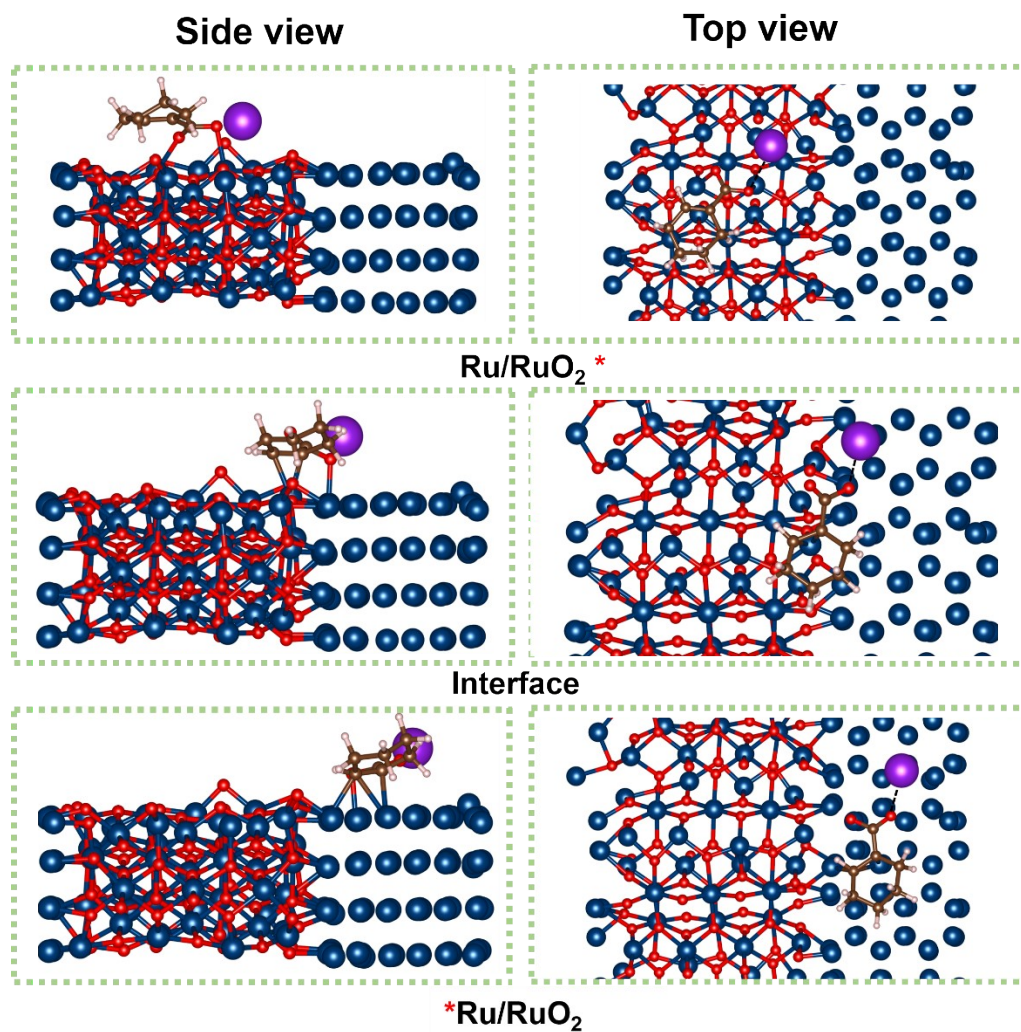 Side view
Top view
Ru/RuO₂ *
Interface
*Ru/RuO₂